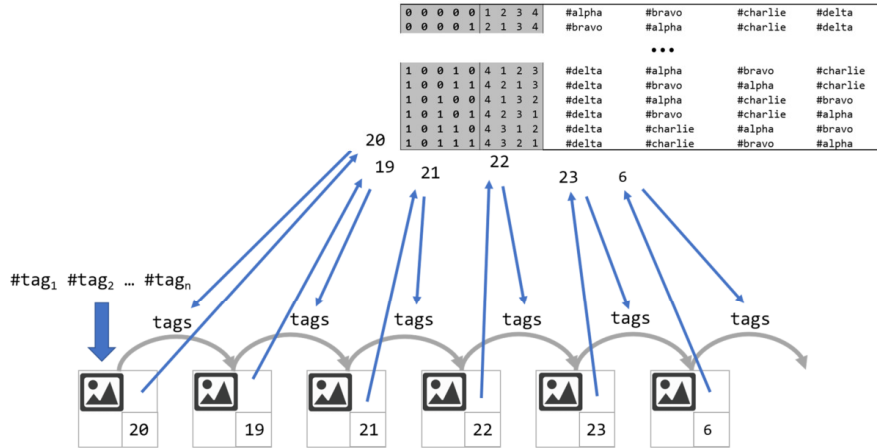 0 0 0 0 0 1 2 3 4 #alpha #bravo #charlie #delta
0 0 0 0 1 2 1 3 4 #bravo #alpha #charlie #delta
•••
1 0 0 1 0 4 1 2 3 #delta #alpha #bravo #charlie
1 0 0 1 1 4 2 1 3 #delta #bravo #alpha #charlie
1 0 1 0 0 4 1 3 2 #delta #alpha #charlie #bravo
1 0 1 0 1 4 2 3 1 #delta #bravo #charlie #alpha
1 0 1 1 0 4 3 1 2 #delta #charlie #alpha #bravo
1 0 1 1 1 4 3 2 1 #delta #charlie #bravo #alpha
20 19 21 22 23 6
#tag₁ #tag₂ … #tagₙ
tags tags tags tags tags tags
20 19 21 22 23 6